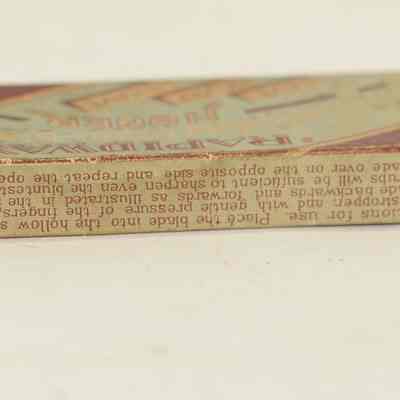 ions for use. Place the blade into the hollow s
stropper and with gentle pressure of the fingers,
ade backwards and forwards as illustrated in the
rubs will be sufficient to sharpen even the bluntest
ade over on the opposite side and repeat the ope
RAPID